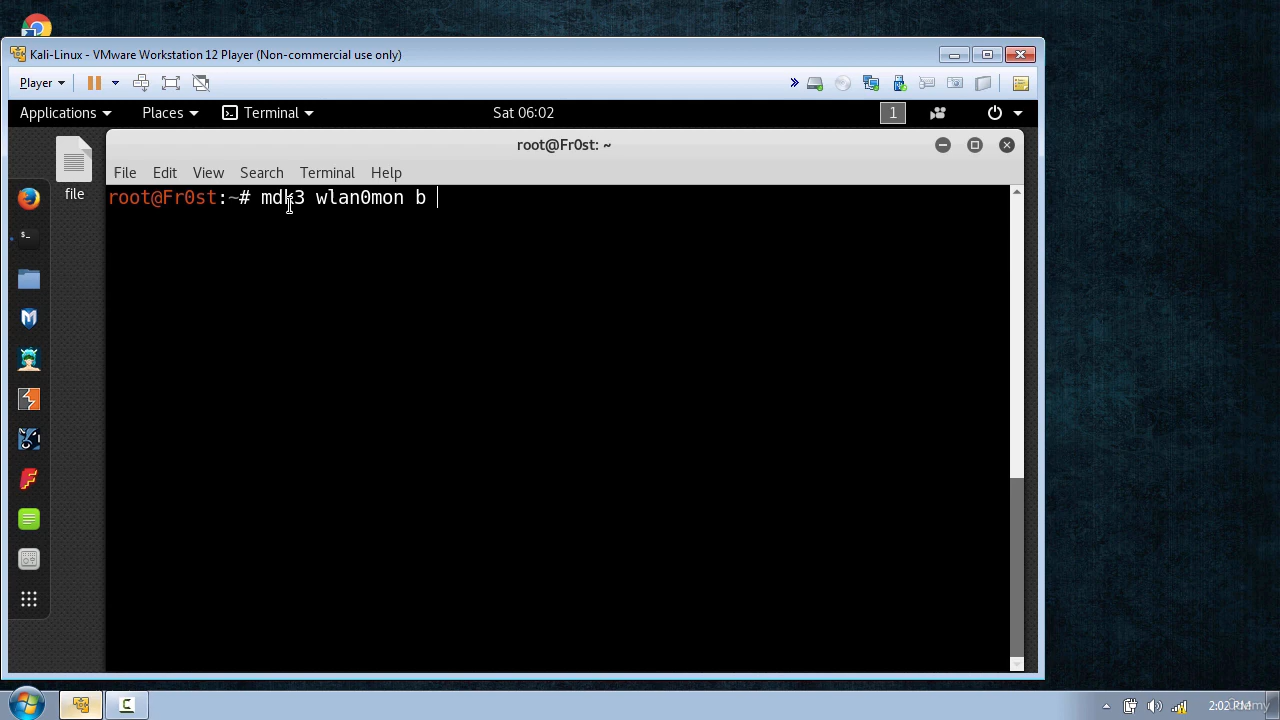 Kali-Linux - VMware Workstation 12 Player (Non-commercial use only)
Player
Applications Places Terminal Sat 06:02 1
root@Fr0st: ~
file
File Edit View Search Terminal Help
root@Fr0st:~# mdk3 wlan0mon b
2:02 PM
Udemy